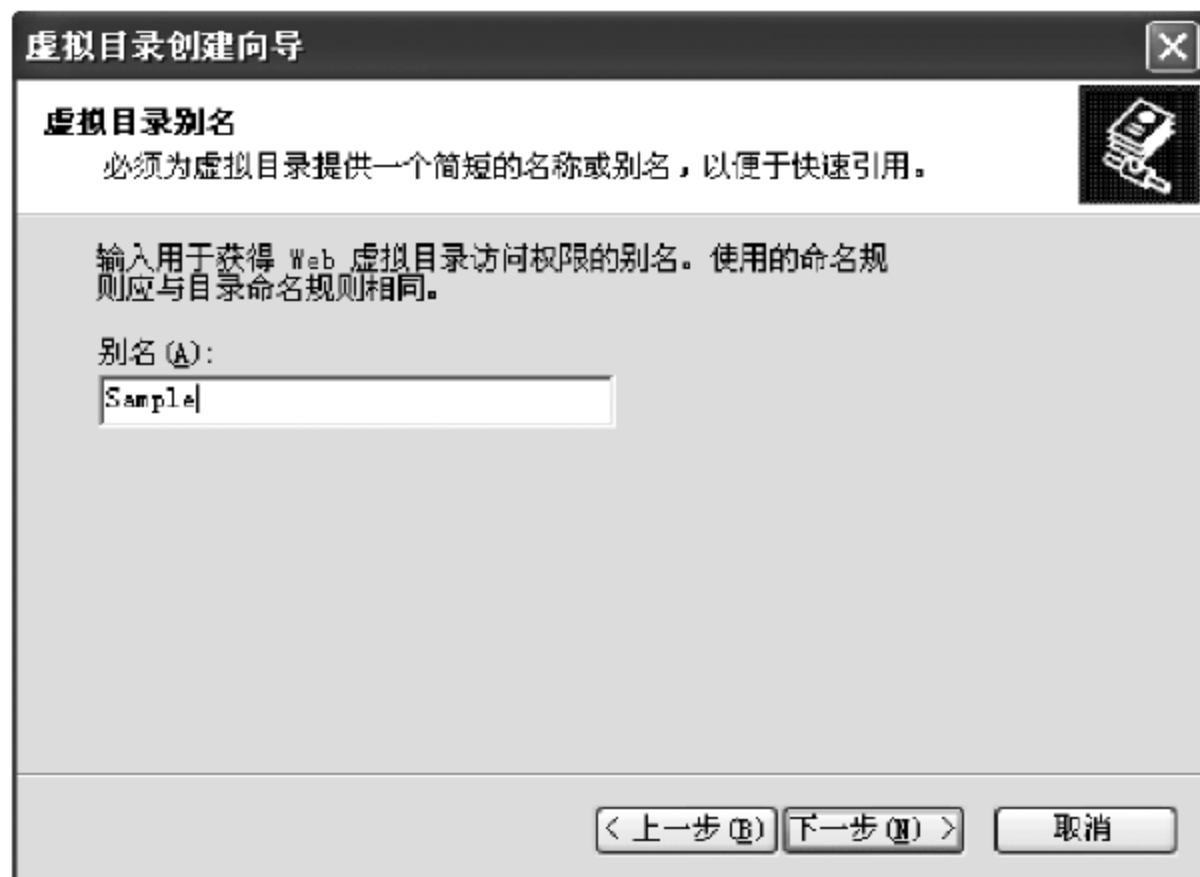 虚拟目录创建向导
虚拟目录别名
必须为虚拟目录提供一个简短的名称或别名，以便于快速引用。
输入用于获得 Web 虚拟目录访问权限的别名。使用的命名规
则应与目录命名规则相同。
别名(A):
Sample
< 上一步(B) 下一步(N) > 取消